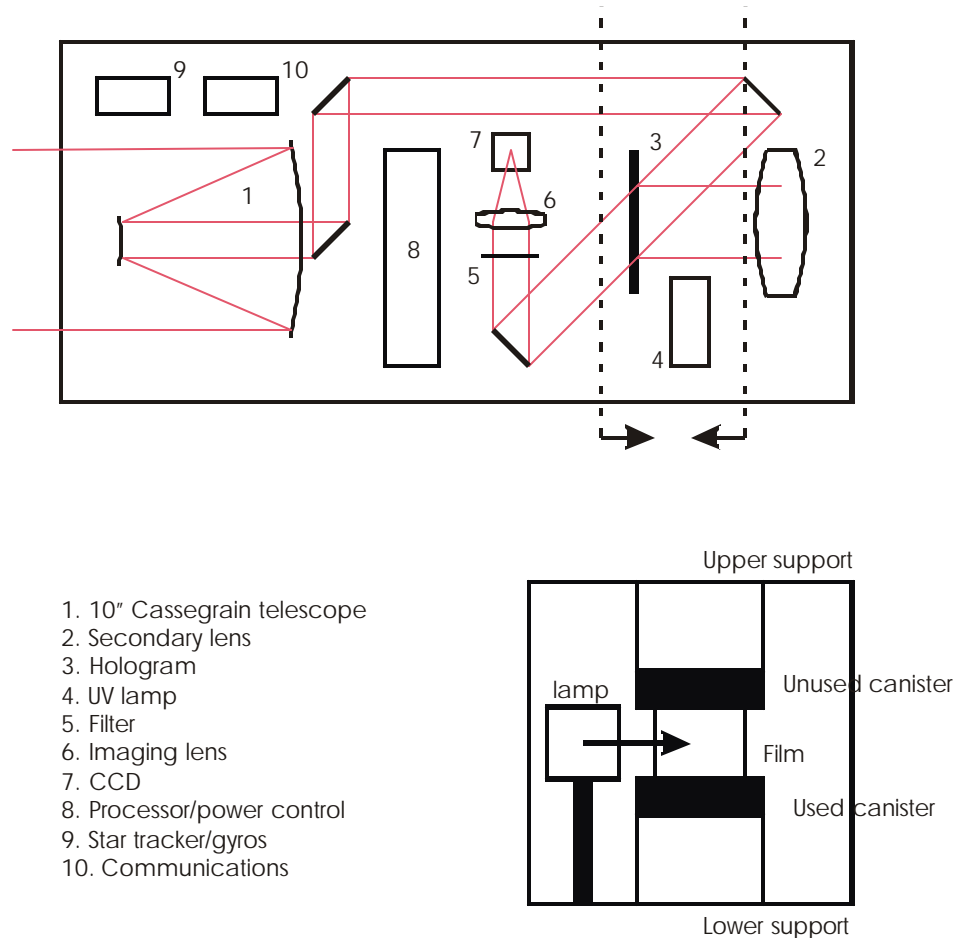 9
10
7
3
2
1
6
8
5
4
Upper support
1. 10" Cassegrain telescope
2. Secondary lens
3. Hologram
4. UV lamp
5. Filter
6. Imaging lens
7. CCD
8. Processor/power control
9. Star tracker/gyros
10. Communications
lamp
Unused canister
Film
Used canister
Lower support